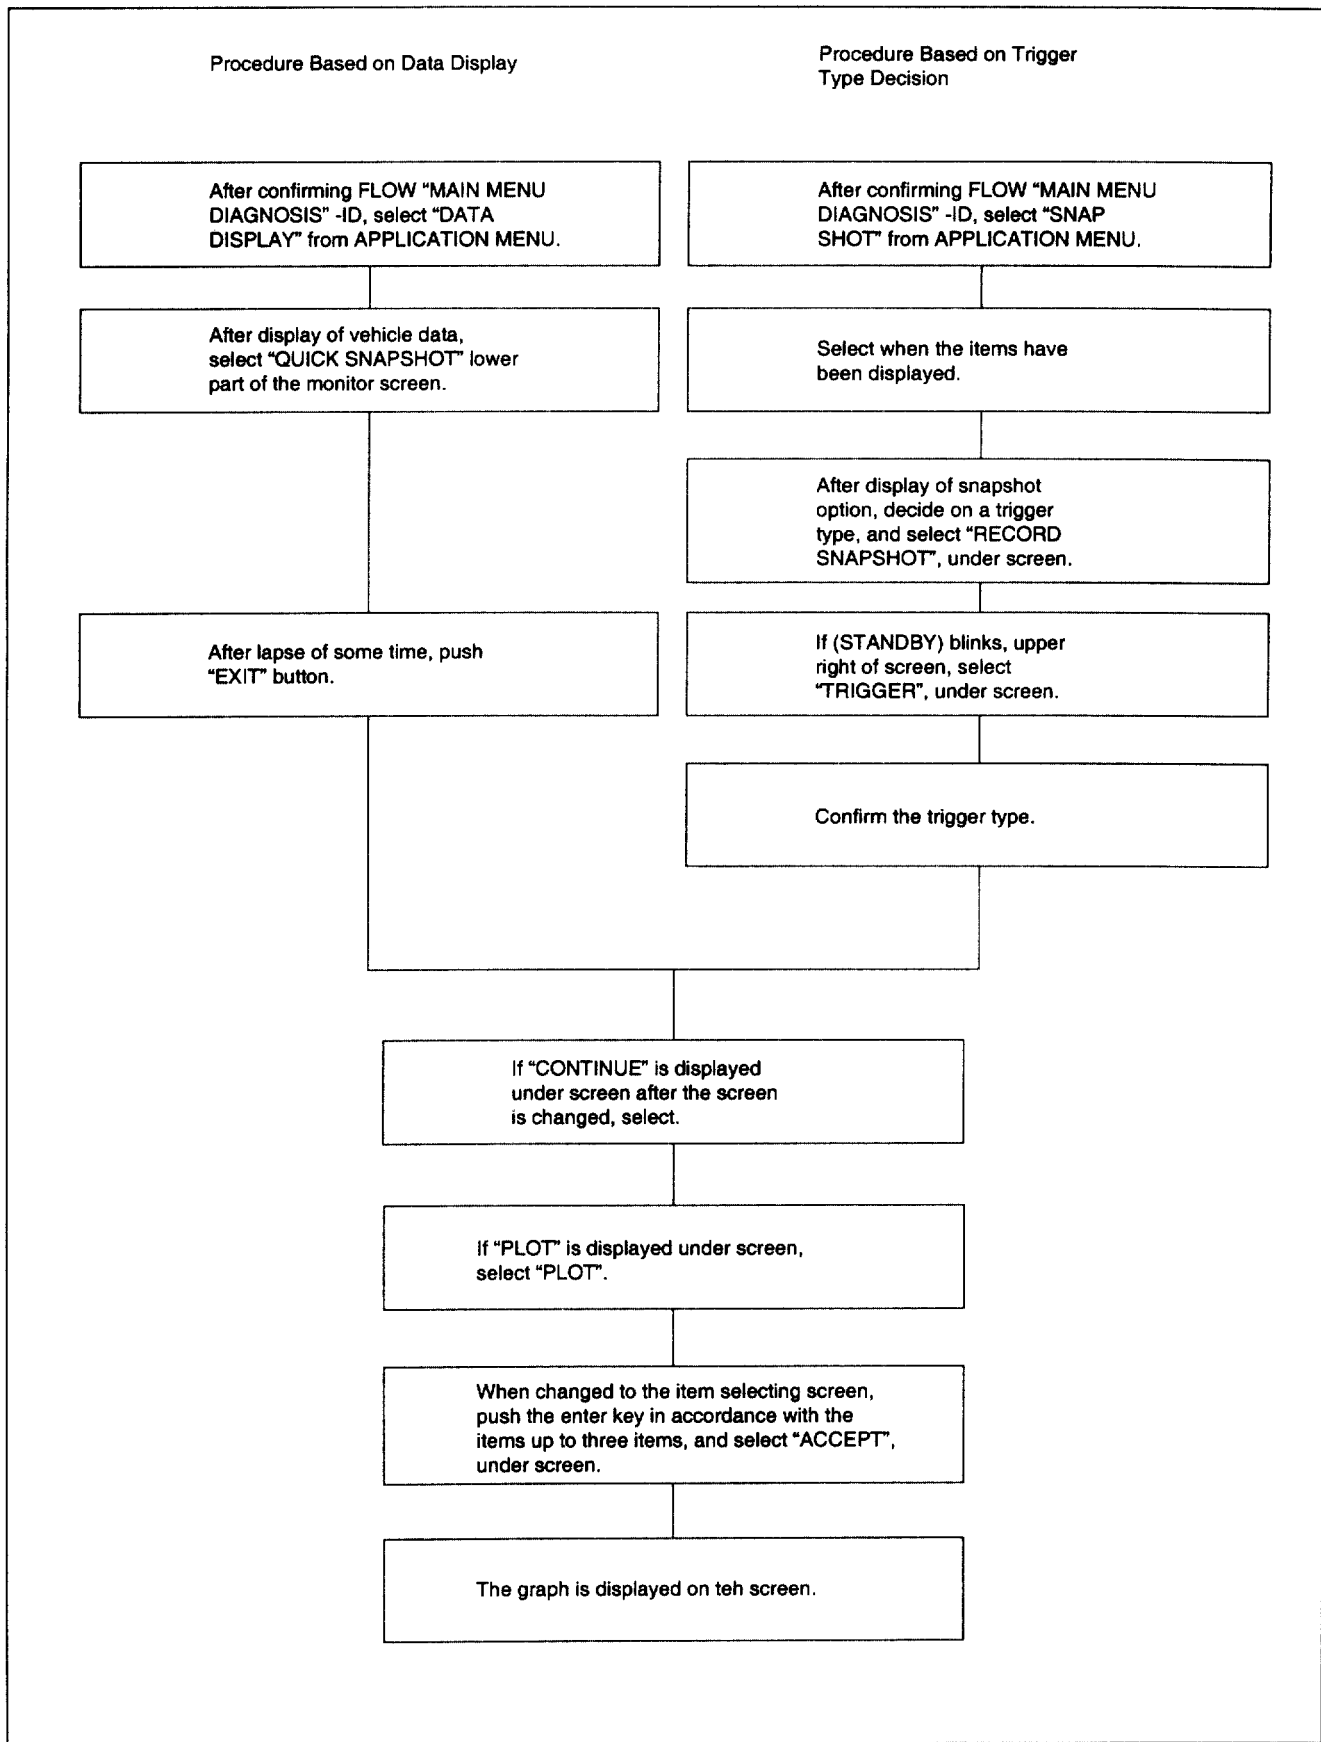 Procedure Based on Data Display
Procedure Based on Trigger
Type Decision
After confirming FLOW "MAIN MENU
DIAGNOSIS" -ID, select "DATA
DISPLAY" from APPLICATION MENU.
After confirming FLOW "MAIN MENU
DIAGNOSIS" -ID, select "SNAP
SHOT" from APPLICATION MENU.
After display of vehicle data,
select "QUICK SNAPSHOT" lower
part of the monitor screen.
Select when the items have
been displayed.
After display of snapshot
option, decide on a trigger
type, and select "RECORD
SNAPSHOT", under screen.
After lapse of some time, push
"EXIT" button.
If (STANDBY) blinks, upper
right of screen, select
"TRIGGER", under screen.
Confirm the trigger type.
If "CONTINUE" is displayed
under screen after the screen
is changed, select.
If "PLOT" is displayed under screen,
select "PLOT".
When changed to the item selecting screen,
push the enter key in accordance with the
items up to three items, and select "ACCEPT",
under screen.
The graph is displayed on teh screen.